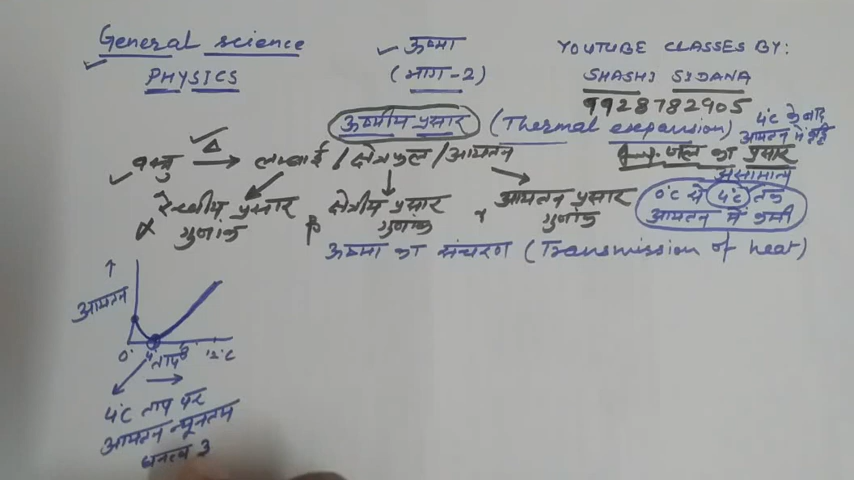 General science
PHYSICS
ऊष्मा
(भाग-2)
YOUTUBE CLASSES BY:
SHASHI SIDANA
9928782905
ऊष्मीय प्रसार (Thermal expansion)
4°C के बाद
आयतन में वृद्धि
वस्तु Δ → लम्बाई / क्षेत्रफल / आयतन
जल का प्रसार
असामान्य
रेखीय प्रसार गुणांक α
क्षेत्रीय प्रसार गुणांक β
आयतन प्रसार गुणांक γ
0°C से 4°C तक
आयतन में कमी
ऊष्मा का संचरण (Transmission of heat)
आयतन
0° 4° 8 12°C
ताप
4°C ताप पर
आयतन न्यूनतम
घनत्व